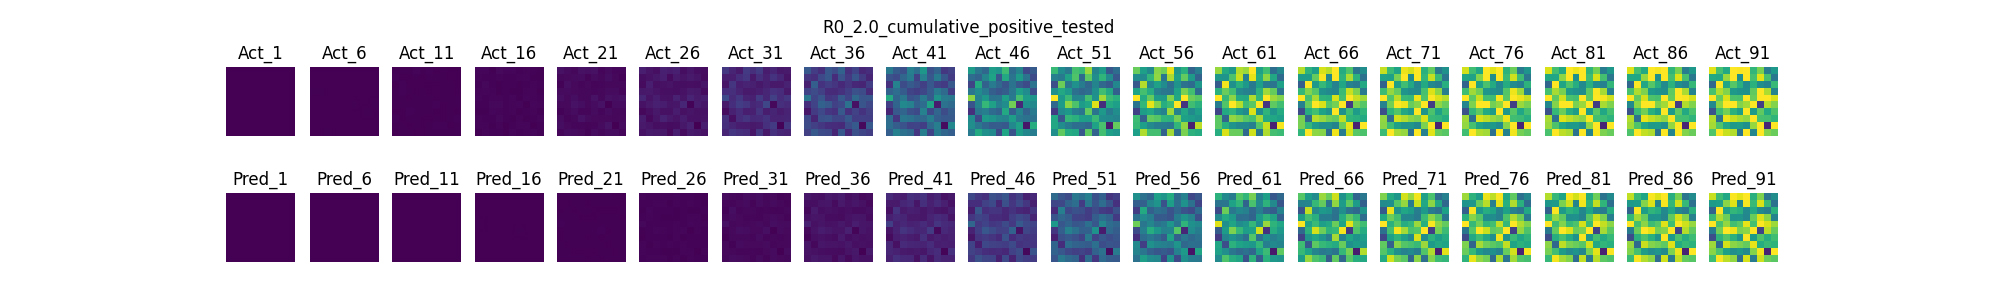 R0_2.0_cumulative_positive_tested
Act_1 Act_6 Act_11 Act_16 Act_21 Act_26 Act_31 Act_36 Act_41 Act_46 Act_51 Act_56 Act_61 Act_66 Act_71 Act_76 Act_81 Act_86 Act_91
Pred_1 Pred_6 Pred_11 Pred_16 Pred_21 Pred_26 Pred_31 Pred_36 Pred_41 Pred_46 Pred_51 Pred_56 Pred_61 Pred_66 Pred_71 Pred_76 Pred_81 Pred_86 Pred_91